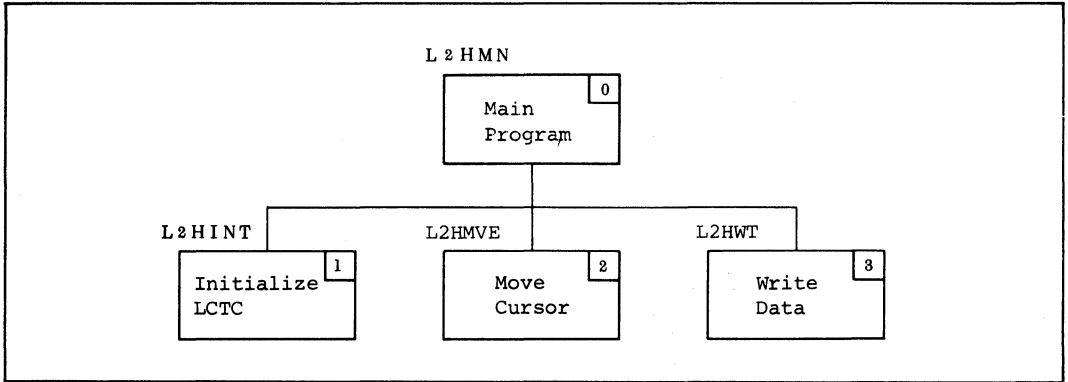 L2HMN
0
Main
Program
L2HINT
1
Initialize
LCTC
L2HMVE
2
Move
Cursor
L2HWT
3
Write
Data